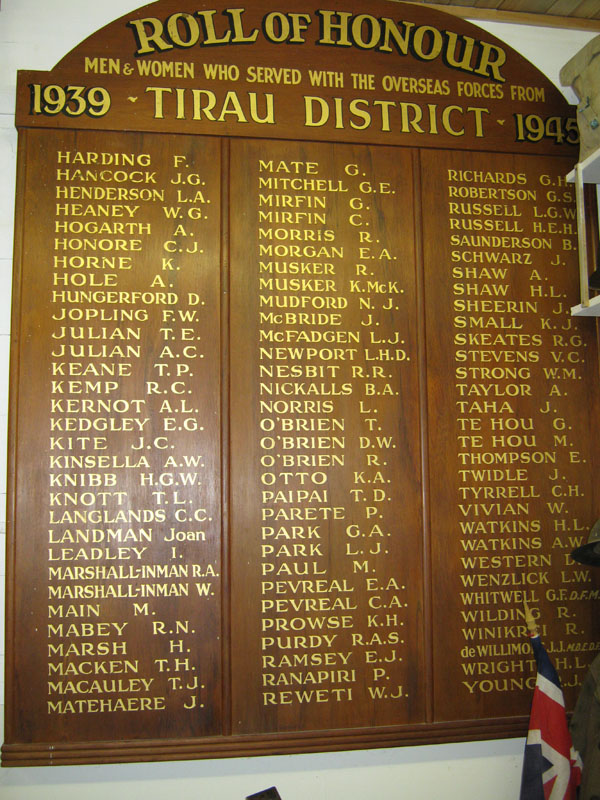 ROLL OF HONOUR
MEN & WOMEN WHO SERVED WITH THE OVERSEAS FORCES FROM
1939 - TIRAU DISTRICT - 1945
HARDING F.
HANCOCK J.G.
HENDERSON L.A.
HEANEY W.G.
HOGARTH A.
HONORE C.J.
HORNE K.
HOLE A.
HUNGERFORD D.
JOPLING F.W.
JULIAN T.E.
JULIAN A.C.
KEANE T.P.
KEMP R.C.
KERNOT A.L.
KEDGLEY E.G.
KITE J.C.
KINSELLA A.W.
KNIBB H.G.W.
KNOTT T.L.
LANGLANDS C.C.
LANDMAN Joan
LEADLEY I.
MARSHALL-INMAN R.A.
MARSHALL-INMAN W.
MAIN M.
MABEY R.N.
MARSH H.
MACKEN T.H.
MACAULEY T.J.
MATEHAERE J.
MATE G.
MITCHELL G.E.
MIRFIN G.
MIRFIN C.
MORRIS R.
MORGAN E.A.
MUSKER R.
MUSKER K.McK.
MUDFORD N.J.
McBRIDE J.
McFADGEN L.J.
NEWPORT L.H.D.
NESBIT R.R.
NICKALLS B.A.
NORRIS L.
O'BRIEN T.
O'BRIEN D.W.
O'BRIEN R.
OTTO K.A.
PAIPAI T.D.
PARETE P.
PARK G.A.
PARK L.J.
PAUL M.
PEVREAL E.A.
PEVREAL C.A.
PROWSE K.H.
PURDY R.A.S.
RAMSEY E.J.
RANAPIRI P.
REWETI W.J.
RICHARDS G.H.
ROBERTSON G.S.
RUSSELL L.G.W.
RUSSELL H.E.H.
SAUNDERSON B.
SCHWARZ J.
SHAW A.
SHAW H.L.
SHEERIN J.
SMALL K.J.
SKEATES R.G.
STEVENS V.C.
STRONG W.M.
TAYLOR A.
TAHA J.
TE HOU G.
TE HOU M.
THOMPSON E.
TWIDLE J.
TYRRELL C.H.
VIVIAN W.
WATKINS H.L.
WATKINS A.W.
WESTERN
WENZLICK L.W.
WHITWELL G.F. D.F.M.
WILDING R.
WINIKREI R.
de WILLIMOFF J.J. M.B.E.
WRIGHT H.L.
YOUNG